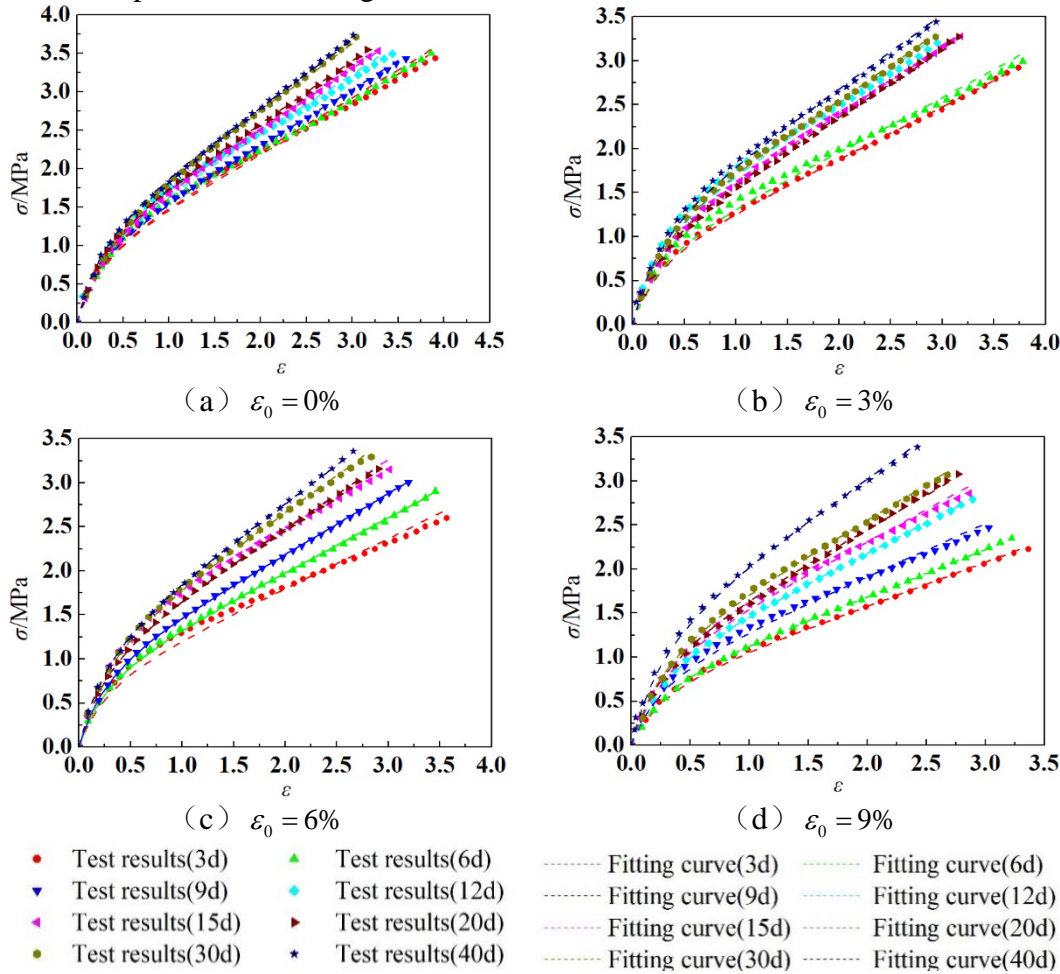 σ/MPa
4.0
3.5
3.0
2.5
2.0
1.5
1.0
0.5
0.0
0.0 0.5 1.0 1.5 2.0 2.5 3.0 3.5 4.0 4.5
ε
(a) ε₀ = 0%
σ/MPa
3.5
3.0
2.5
2.0
1.5
1.0
0.5
0.0
0.0 0.5 1.0 1.5 2.0 2.5 3.0 3.5 4.0
ε
(b) ε₀ = 3%
σ/MPa
3.5
3.0
2.5
2.0
1.5
1.0
0.5
0.0
0.0 0.5 1.0 1.5 2.0 2.5 3.0 3.5 4.0
ε
(c) ε₀ = 6%
σ/MPa
3.5
3.0
2.5
2.0
1.5
1.0
0.5
0.0
0.0 0.5 1.0 1.5 2.0 2.5 3.0 3.5
ε
(d) ε₀ = 9%
Test results(3d) Test results(6d)
Test results(9d) Test results(12d)
Test results(15d) Test results(20d)
Test results(30d) Test results(40d)
Fitting curve(3d) Fitting curve(6d)
Fitting curve(9d) Fitting curve(12d)
Fitting curve(15d) Fitting curve(20d)
Fitting curve(30d) Fitting curve(40d)